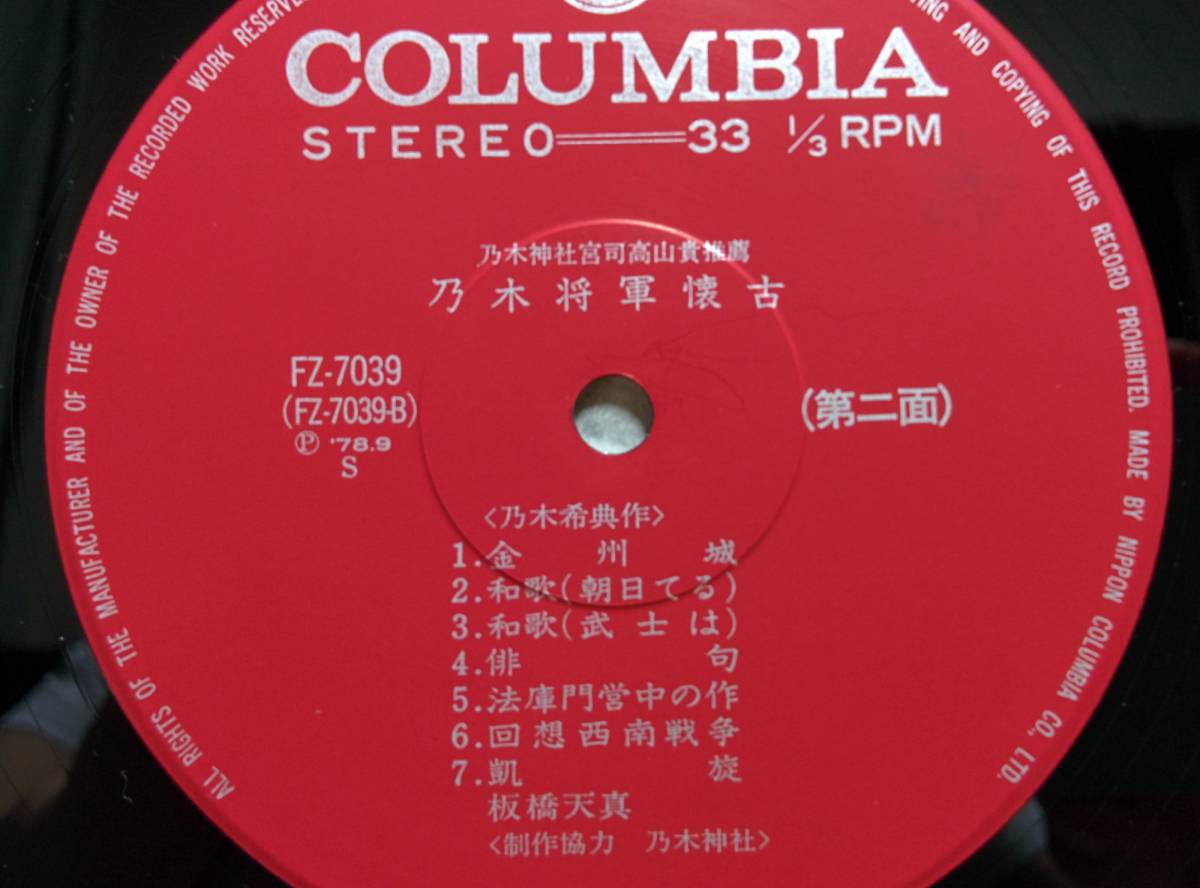 COLUMBIA
STEREO 33 1/3 RPM
乃木神社宮司高山貴推薦
乃木将軍懐古
FZ-7039
(FZ-7039-B)
Ⓟ '78.9
S
(第二面)
<乃木希典作>
1.金州城
2.和歌(朝日てる)
3.和歌(武士は)
4.俳句
5.法庫門営中の作
6.回想西南戦争
7.凱旋
板橋天真
<制作協力 乃木神社>
ALL RIGHTS OF THE MANUFACTURER AND OF THE OWNER OF THE RECORDED WORK RESERVED
AND COPYING OF THIS RECORD PROHIBITED. MADE BY NIPPON COLUMBIA CO., LTD.